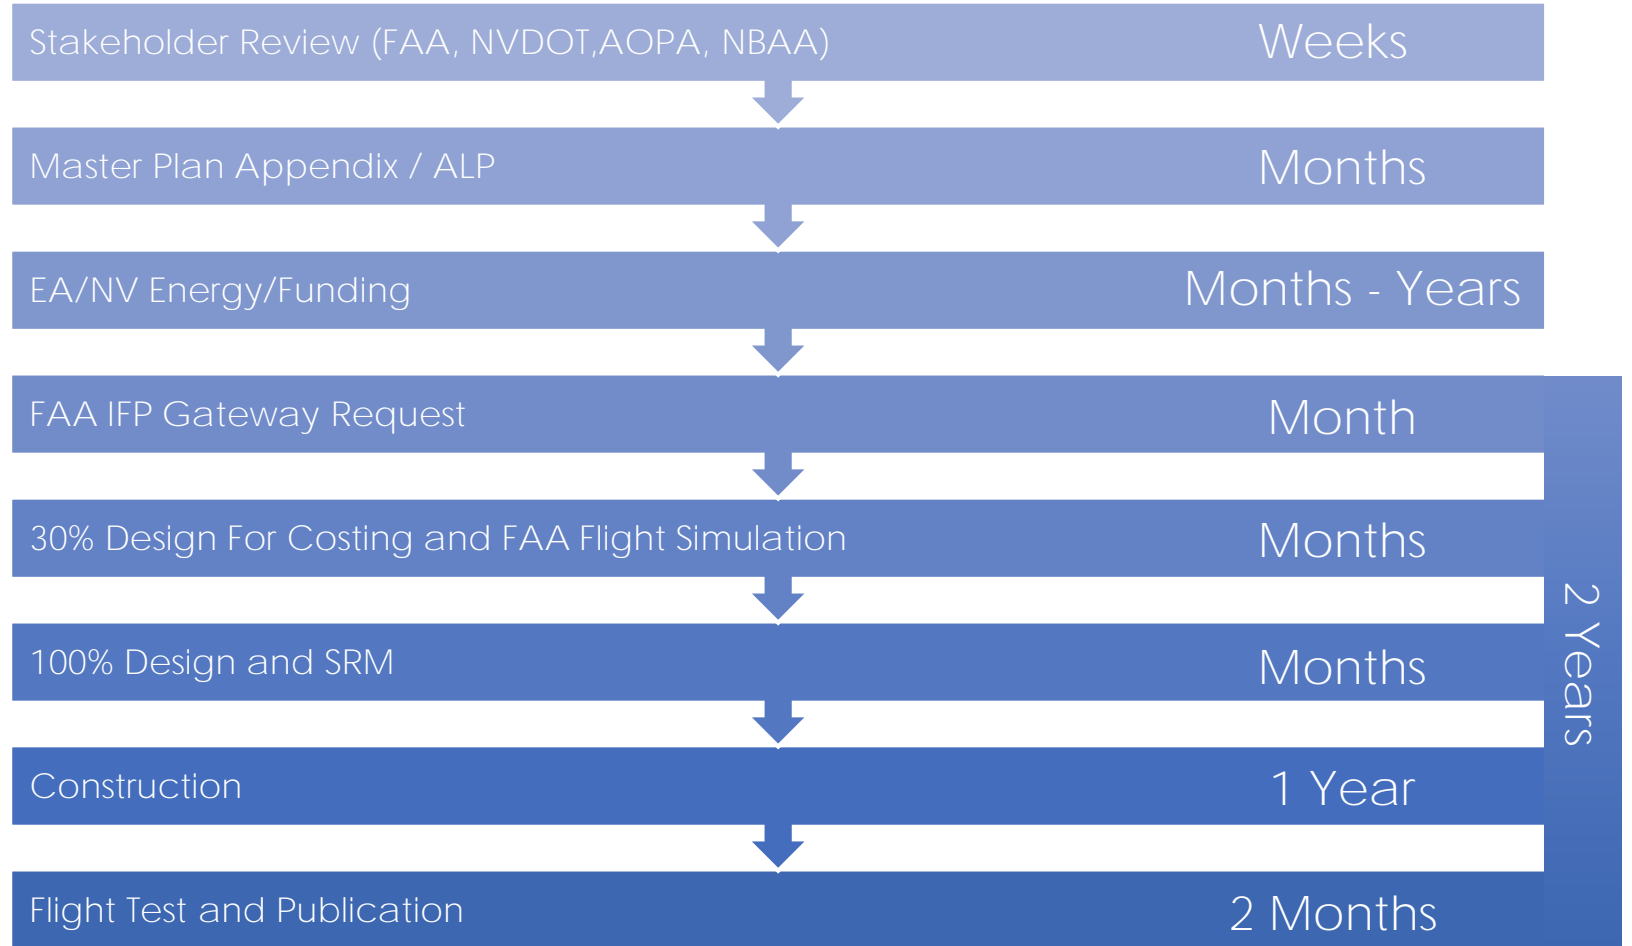 Stakeholder Review (FAA, NVDOT,AOPA, NBAA)
Weeks
Master Plan Appendix / ALP
Months
EA/NV Energy/Funding
Months - Years
FAA IFP Gateway Request
Month
30% Design For Costing and FAA Flight Simulation
Months
100% Design and SRM
Months
Construction
1 Year
Flight Test and Publication
2 Months
2 Years